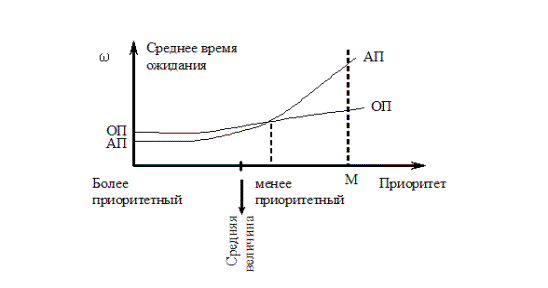 ω
Среднее время
ожидания
АП
ОП
ОП
АП
Более
приоритетный
менее
приоритетный
М
Приоритет
Средняя
величина